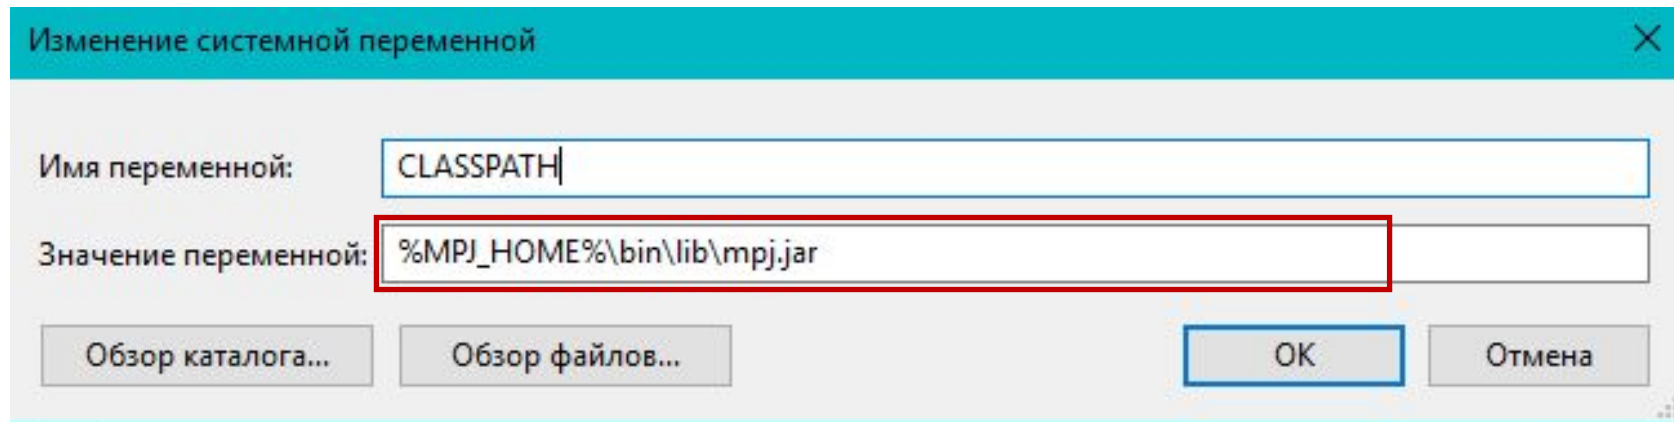 Изменение системной переменной
Имя переменной: CLASSPATH
Значение переменной: %MPJ_HOME%\bin\lib\mpj.jar
Обзор каталога... Обзор файлов... OK Отмена